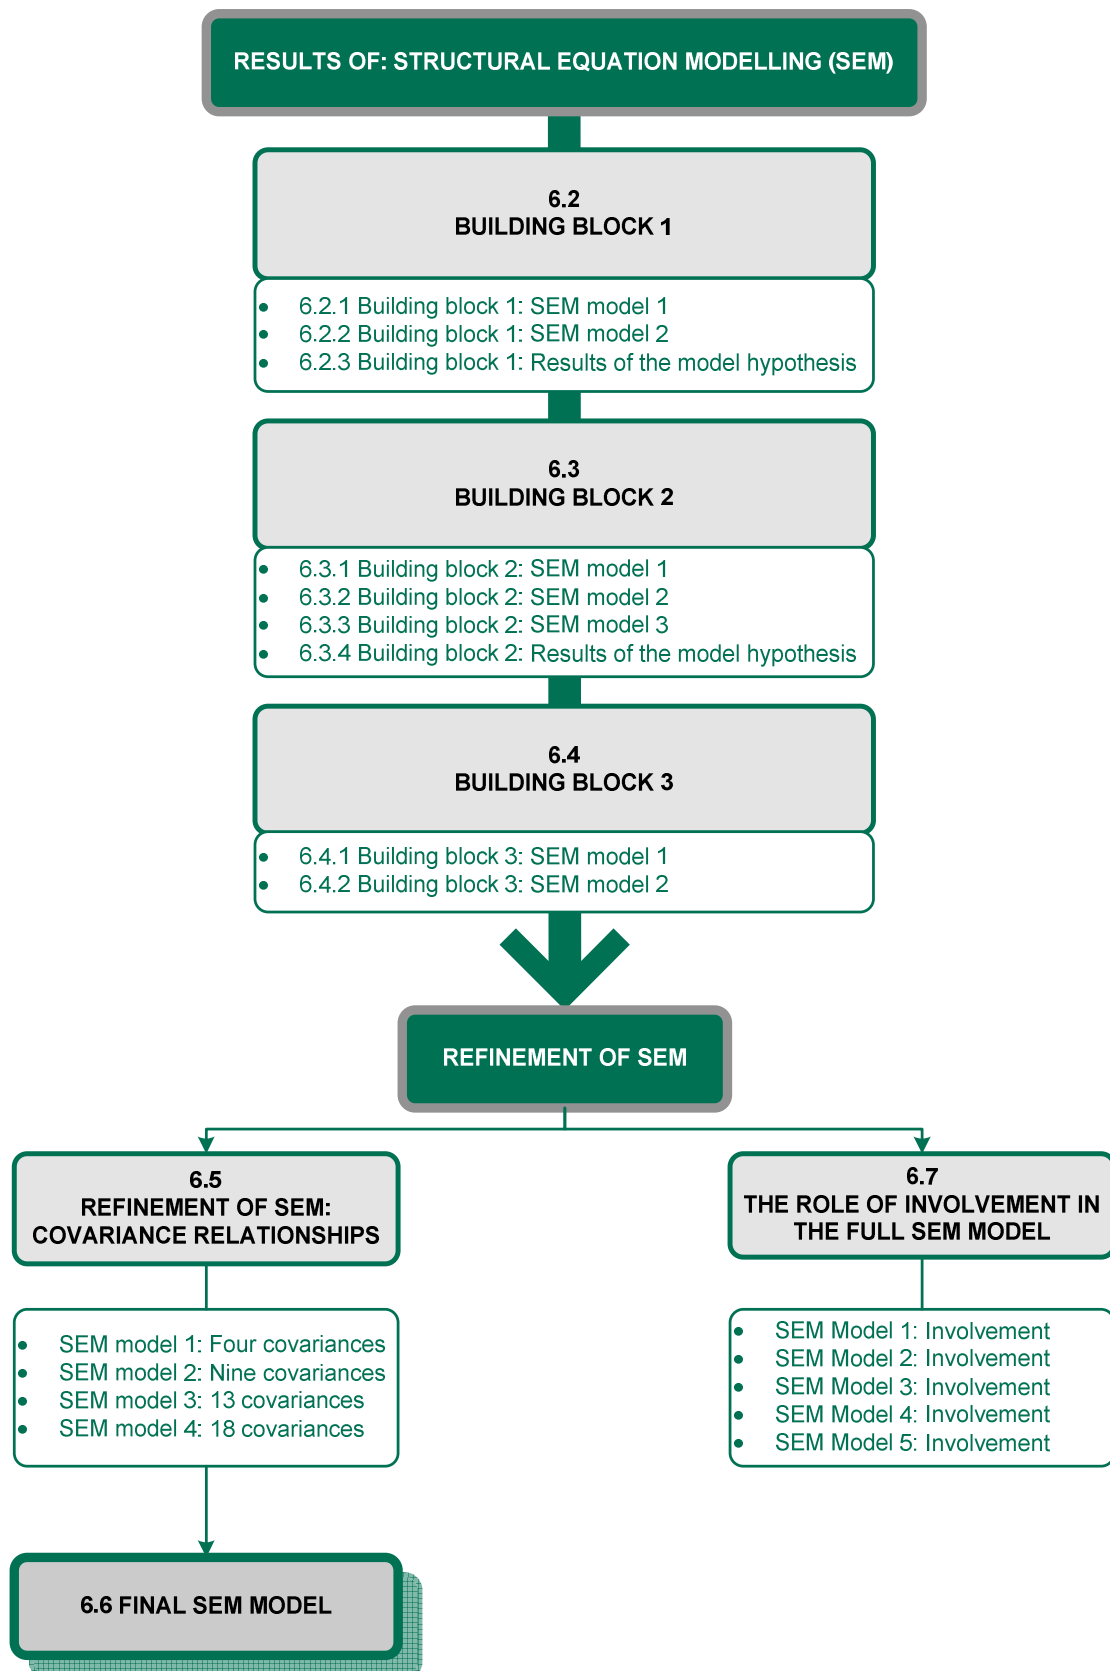 RESULTS OF: STRUCTURAL EQUATION MODELLING (SEM)
6.2
BUILDING BLOCK 1
• 6.2.1 Building block 1: SEM model 1
• 6.2.2 Building block 1: SEM model 2
• 6.2.3 Building block 1: Results of the model hypothesis
6.3
BUILDING BLOCK 2
• 6.3.1 Building block 2: SEM model 1
• 6.3.2 Building block 2: SEM model 2
• 6.3.3 Building block 2: SEM model 3
• 6.3.4 Building block 2: Results of the model hypothesis
6.4
BUILDING BLOCK 3
• 6.4.1 Building block 3: SEM model 1
• 6.4.2 Building block 3: SEM model 2
REFINEMENT OF SEM
6.5
REFINEMENT OF SEM:
COVARIANCE RELATIONSHIPS
• SEM model 1: Four covariances
• SEM model 2: Nine covariances
• SEM model 3: 13 covariances
• SEM model 4: 18 covariances
6.6 FINAL SEM MODEL
6.7
THE ROLE OF INVOLVEMENT IN
THE FULL SEM MODEL
• SEM Model 1: Involvement
• SEM Model 2: Involvement
• SEM Model 3: Involvement
• SEM Model 4: Involvement
• SEM Model 5: Involvement